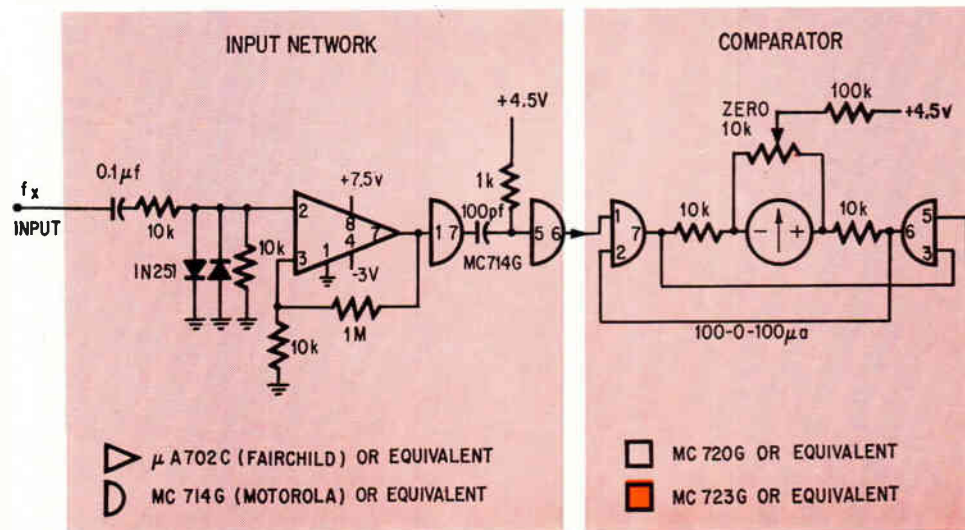 INPUT NETWORK
COMPARATOR
+4.5V
100k
ZERO
10k
+4.5V
0.1μf
+7.5V
1k
fx
INPUT
10k
2
8
1
4
7
3
-3V
1 7
100pf
5 6
MC714G
1
2
7
10k
- +
10k
5
6
3
IN251
10k
1M
10k
100-0-100μa
μA702C (FAIRCHILD) OR EQUIVALENT
MC 720G OR EQUIVALENT
MC 714G (MOTOROLA) OR EQUIVALENT
MC 723G OR EQUIVALENT